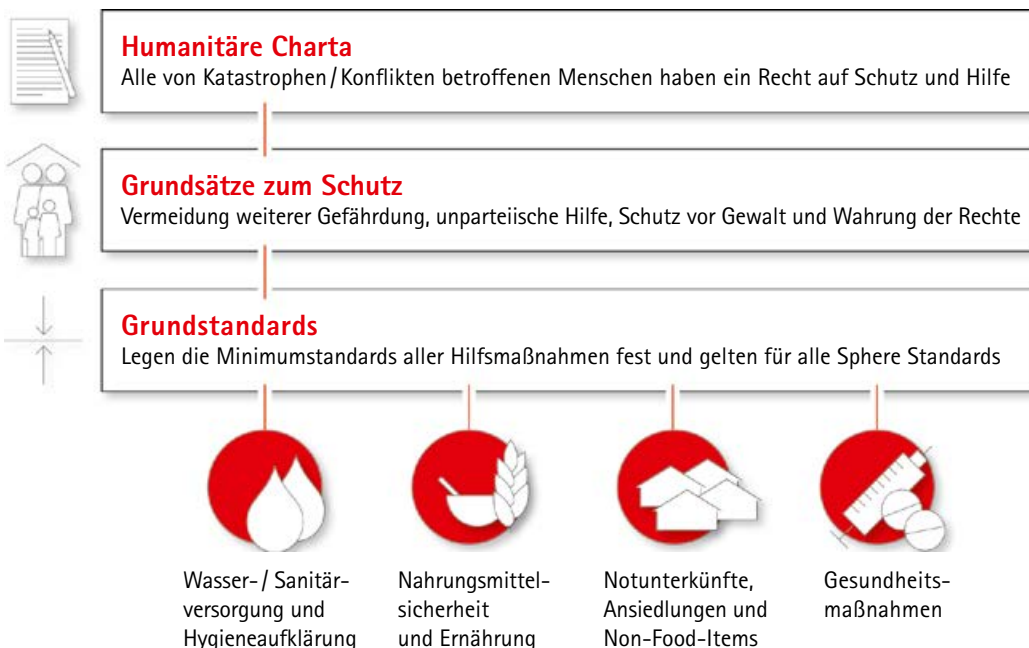 Humanitäre Charta
Alle von Katastrophen/Konflikten betroffenen Menschen haben ein Recht auf Schutz und Hilfe
Grundsätze zum Schutz
Vermeidung weiterer Gefährdung, unparteiische Hilfe, Schutz vor Gewalt und Wahrung der Rechte
Grundstandards
Legen die Minimumstandards aller Hilfsmaßnahmen fest und gelten für alle Sphere Standards
Wasser-/ Sanitär-
versorgung und
Hygieneaufklärung
Nahrungsmittel-
sicherheit
und Ernährung
Notunterkünfte,
Ansiedlungen und
Non-Food-Items
Gesundheits-
maßnahmen